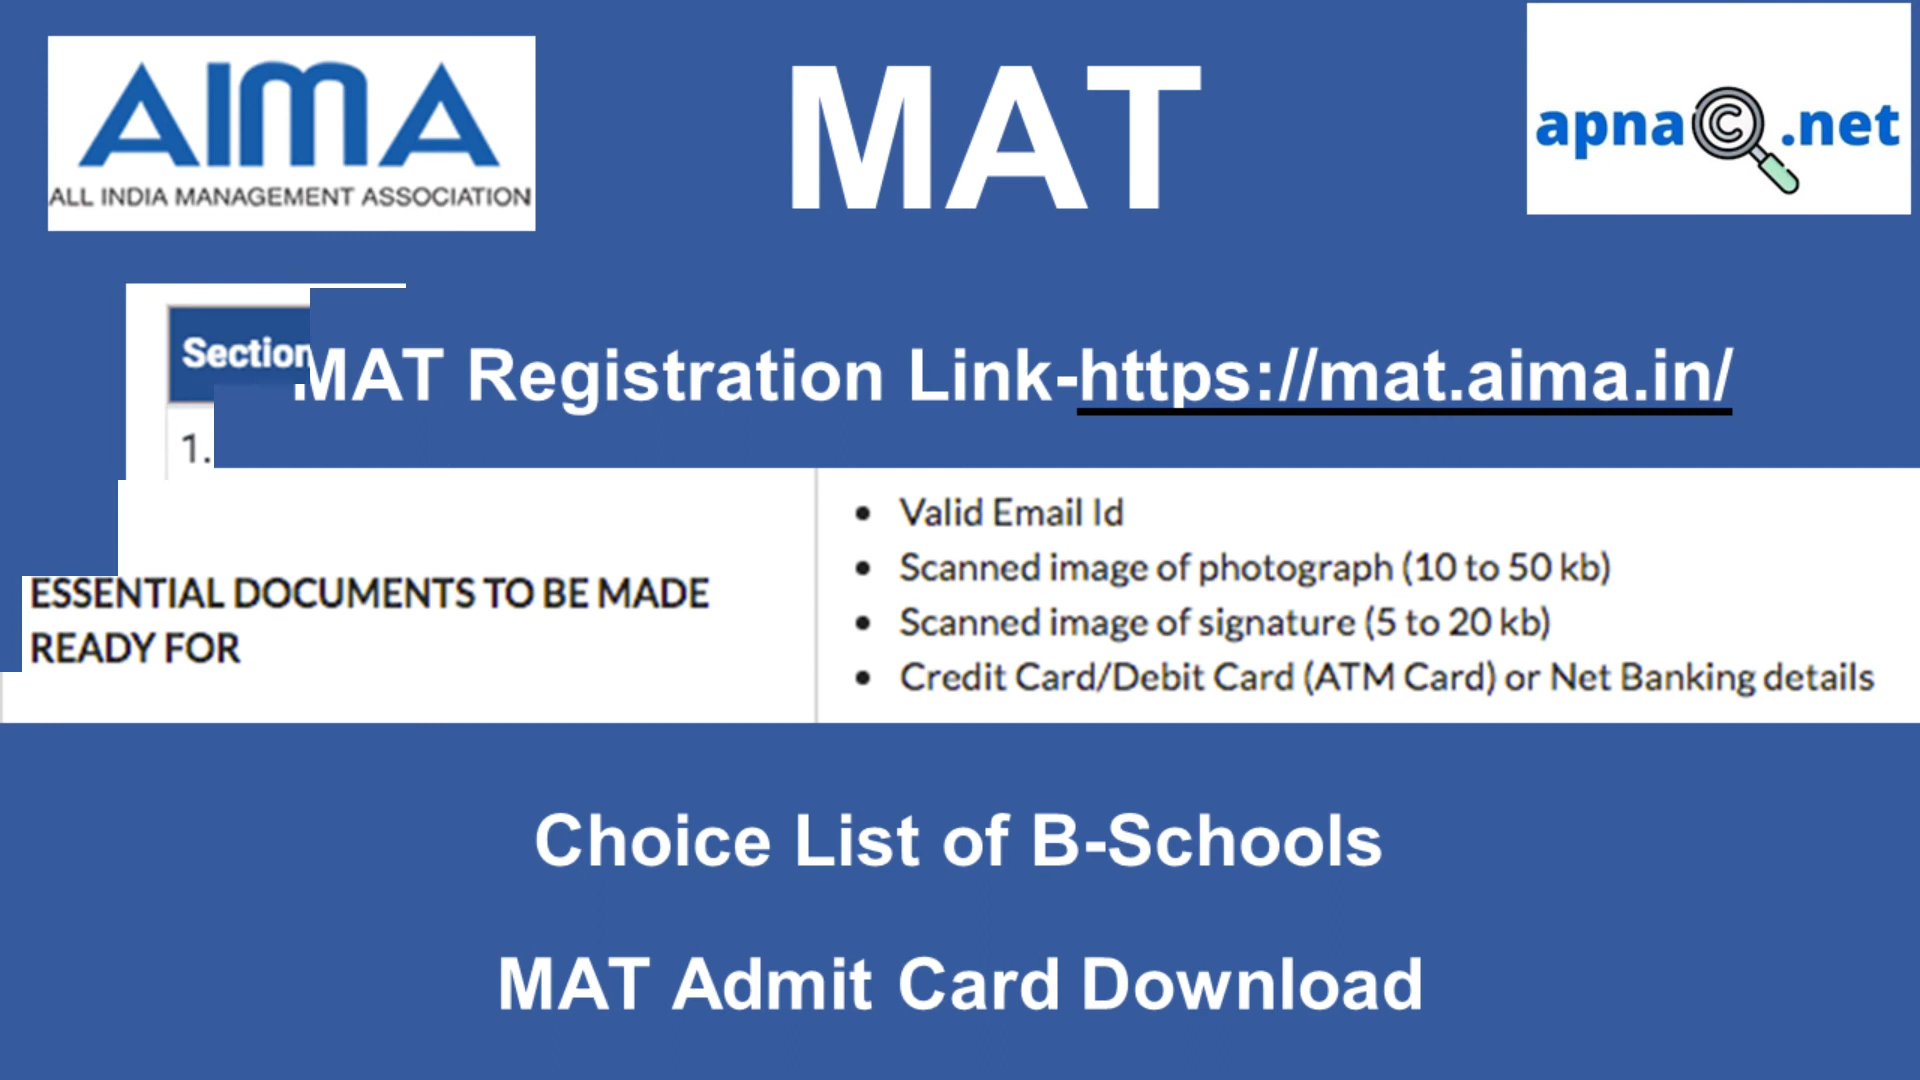 AIMA
ALL INDIA MANAGEMENT ASSOCIATION
MAT
apna .net
Section
MAT Registration Link-https://mat.aima.in/
1.
ESSENTIAL DOCUMENTS TO BE MADE
READY FOR
• Valid Email Id
• Scanned image of photograph (10 to 50 kb)
• Scanned image of signature (5 to 20 kb)
• Credit Card/Debit Card (ATM Card) or Net Banking details
Choice List of B-Schools
MAT Admit Card Download